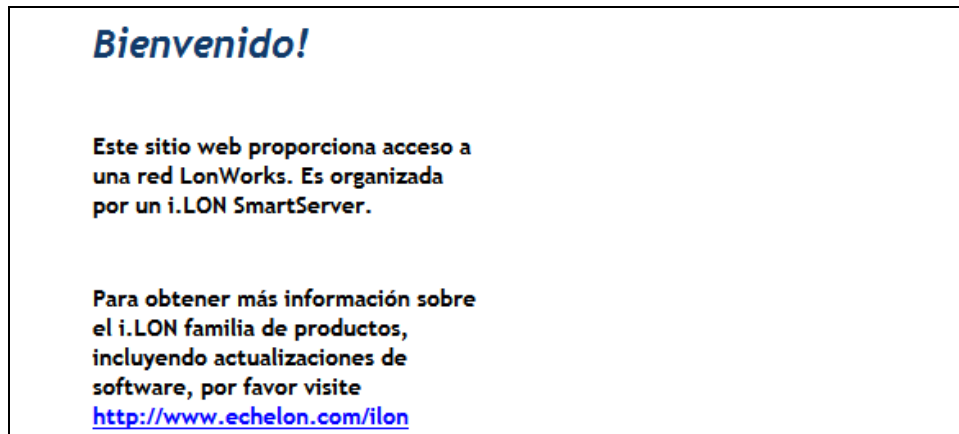 Bienvenido!
Este sitio web proporciona acceso a
una red LonWorks. Es organizada
por un i.LON SmartServer.
Para obtener más información sobre
el i.LON familia de productos,
incluyendo actualizaciones de
software, por favor visite
http://www.echelon.com/ilon